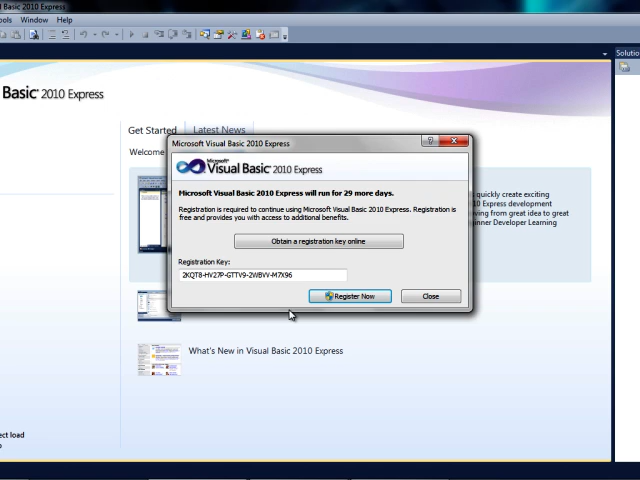 l Basic 2010 Express
ools Window Help
Solutio
Basic 2010 Express
Get Started
Latest News
Welcome
Microsoft Visual Basic 2010 Express
Microsoft
Visual Basic 2010 Express
Microsoft Visual Basic 2010 Express will run for 29 more days.
Registration is required to continue using Microsoft Visual Basic 2010 Express. Registration is
free and provides you with access to additional benefits.
Obtain a registration key online
Registration Key:
2KQT8-HV27P-GTTV9-2WBVV-M7X96
Register Now
Close
quickly create exciting
10 Express development
ving from great idea to great
ginner Developer Learning
What's New in Visual Basic 2010 Express
ect load